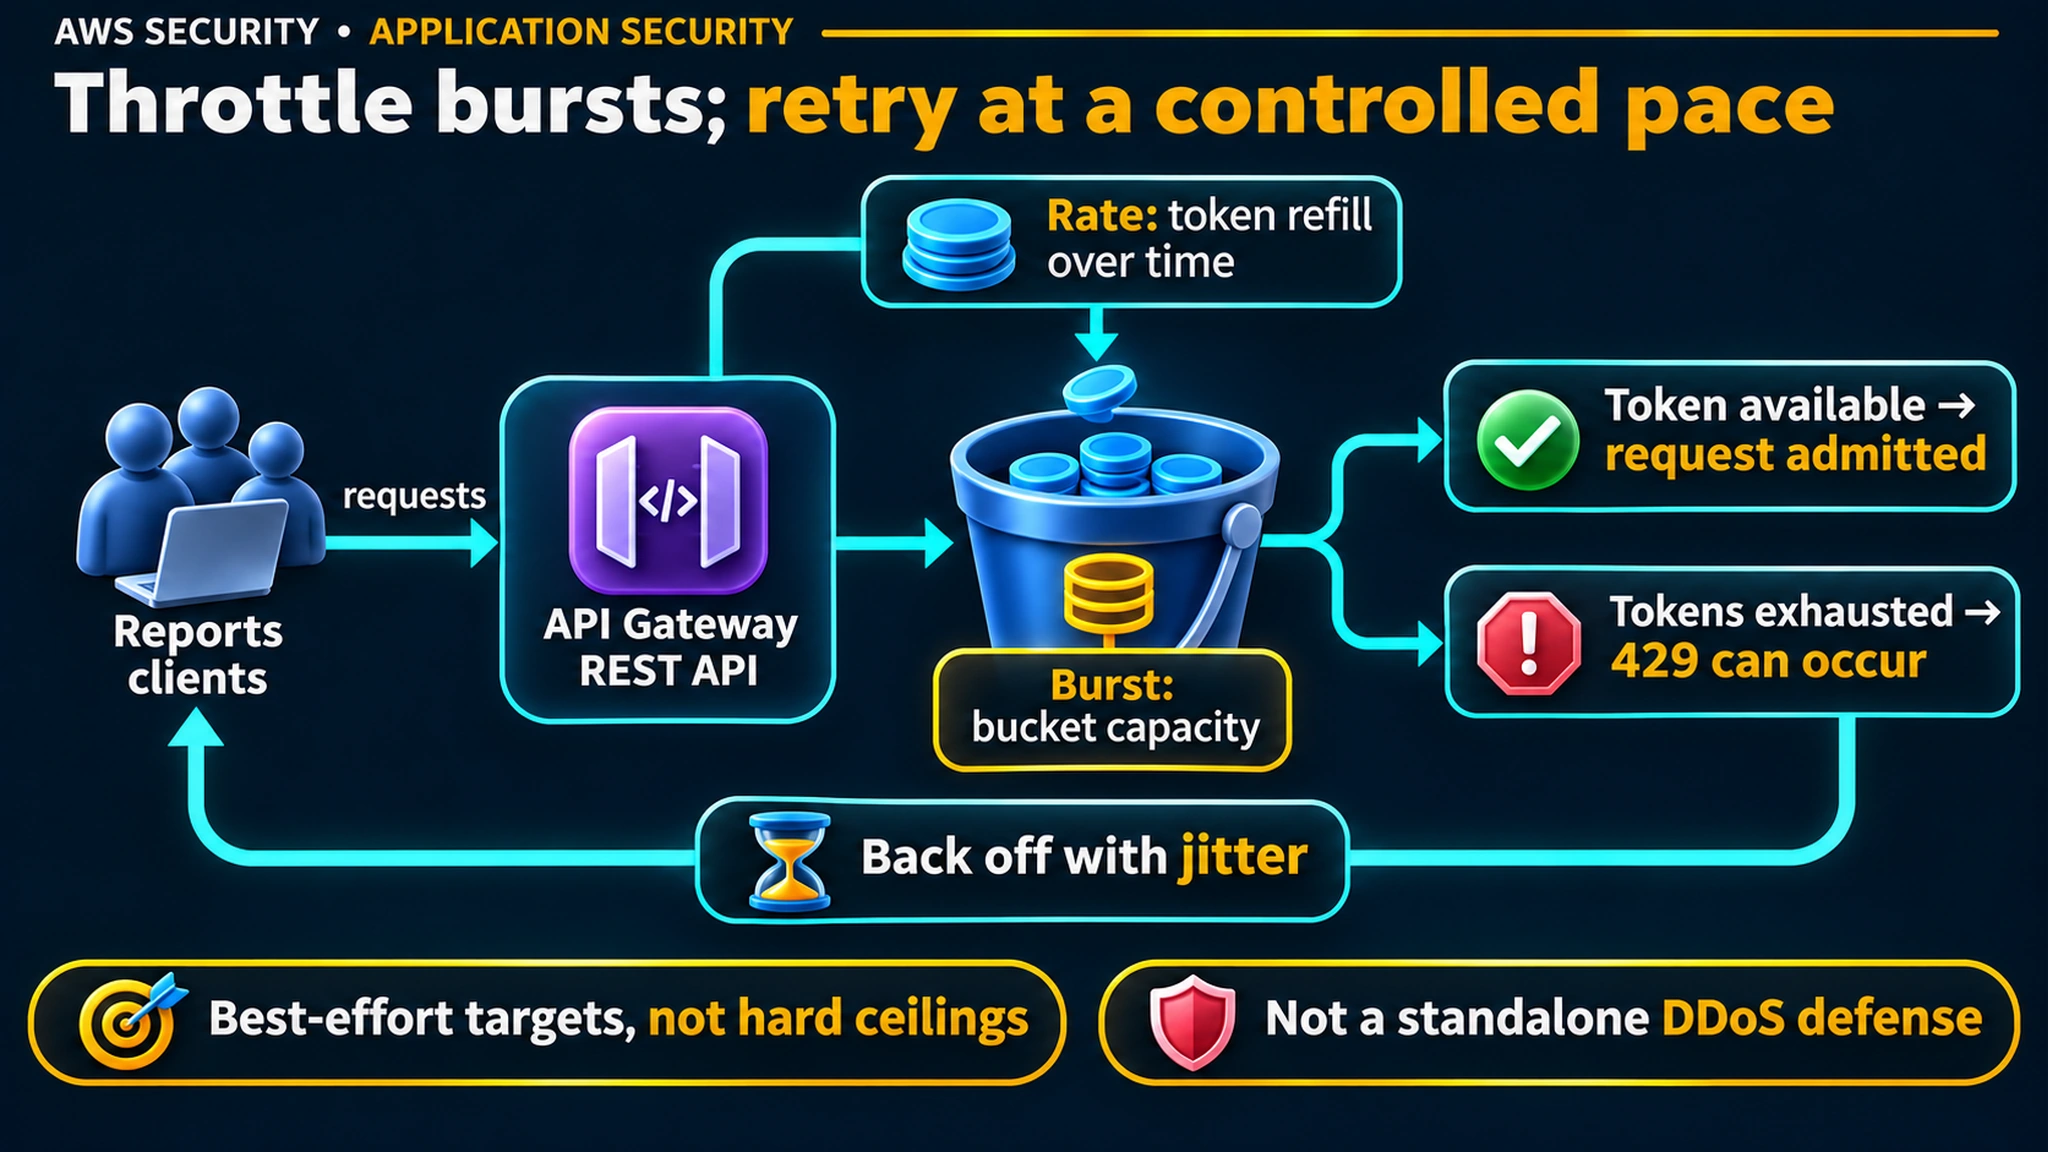 AWS SECURITY • APPLICATION SECURITY
Throttle bursts; retry at a controlled pace
Rate: token refill
over time
requests
Reports
clients
</>
API Gateway
REST API
Burst:
bucket capacity
Token available →
request admitted
Tokens exhausted →
429 can occur
Back off with jitter
Best-effort targets, not hard ceilings
Not a standalone DDoS defense